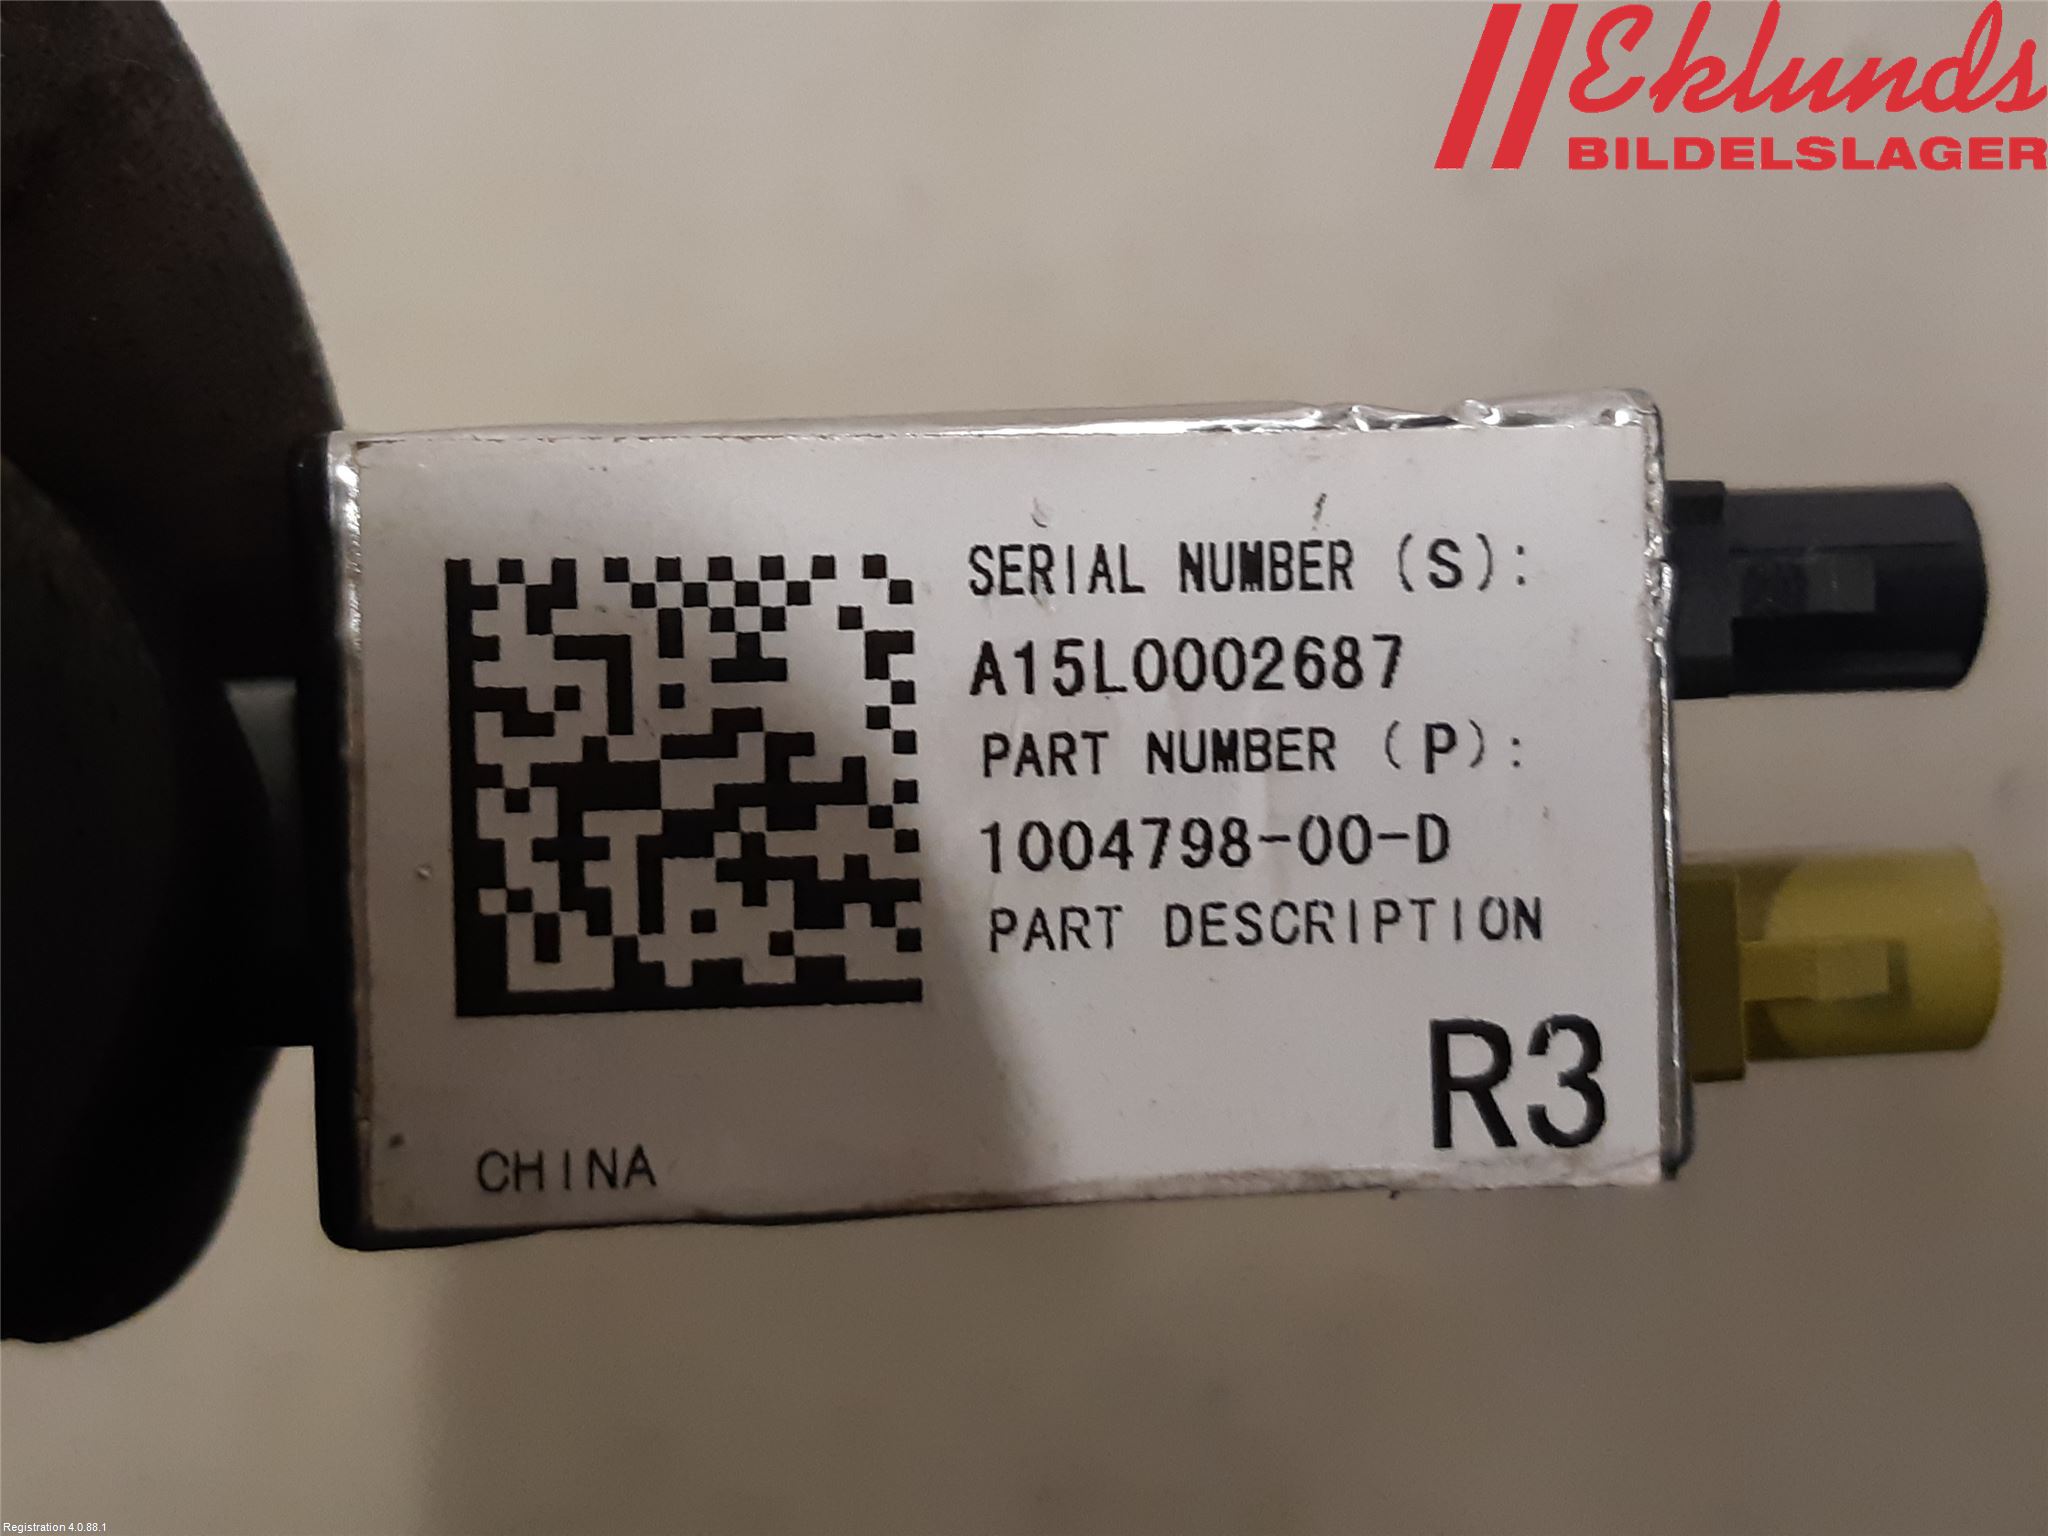 Eklunds
BILDELSLAGER
SERIAL NUMBER (S):
A15L0002687
PART NUMBER (P):
1004798-00-D
PART DESCRIPTION
R3
CHINA
Registration 4.0.88.1